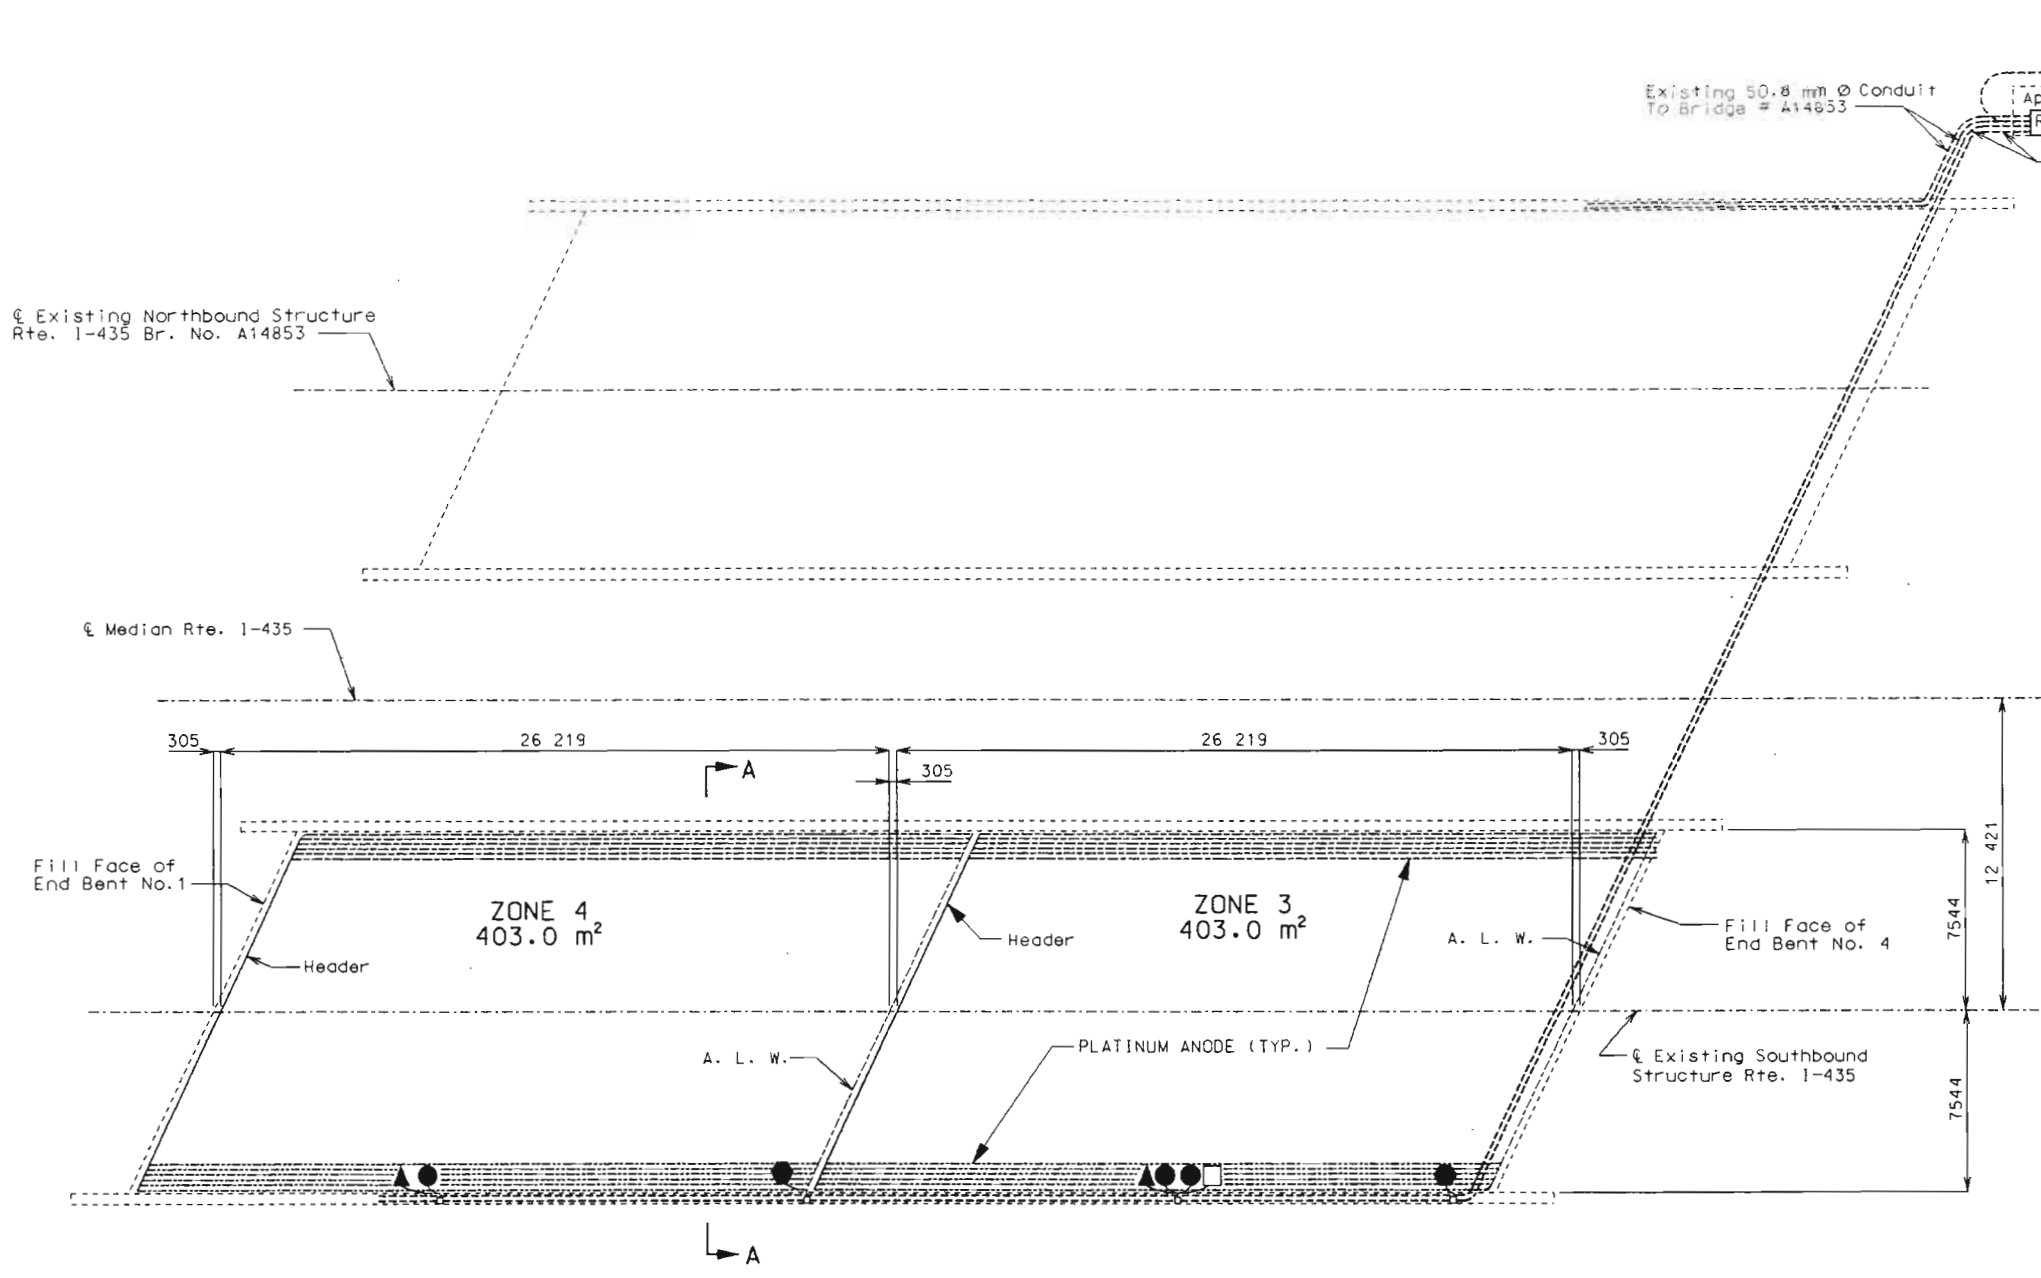 Existing 50.8 mm Ø Conduit
To Bridge # A14853
Ap
R
℄ Existing Northbound Structure
Rte. I-435 Br. No. A14853
℄ Median Rte. I-435
305
26 219
26 219
305
A
305
12 421
Fill Face of
End Bent No.1
ZONE 4
403.0 m²
Header
ZONE 3
403.0 m²
Header
A. L. W.
7544
Fill Face of
End Bent No. 4
A. L. W.
PLATINUM ANODE (TYP.)
℄ Existing Southbound
Structure Rte. I-435
7544
A